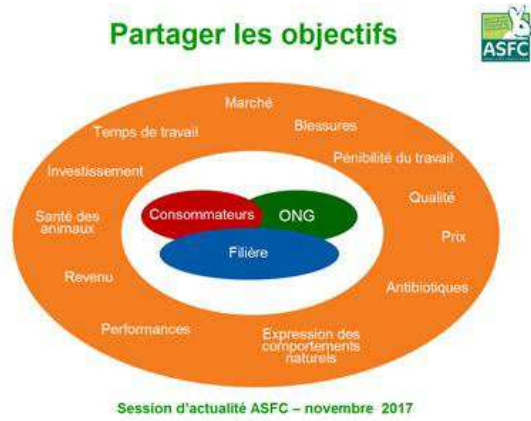 Partager les objectifs
ASFC
Marché
Temps de travail
Blessures
Pénibilité du travail
Investissement
Qualité
Consommateurs
ONG
Santé des
animaux
Prix
Filière
Revenu
Antibiotiques
Performances
Expression des
comportements
naturels
Session d'actualité ASFC – novembre 2017